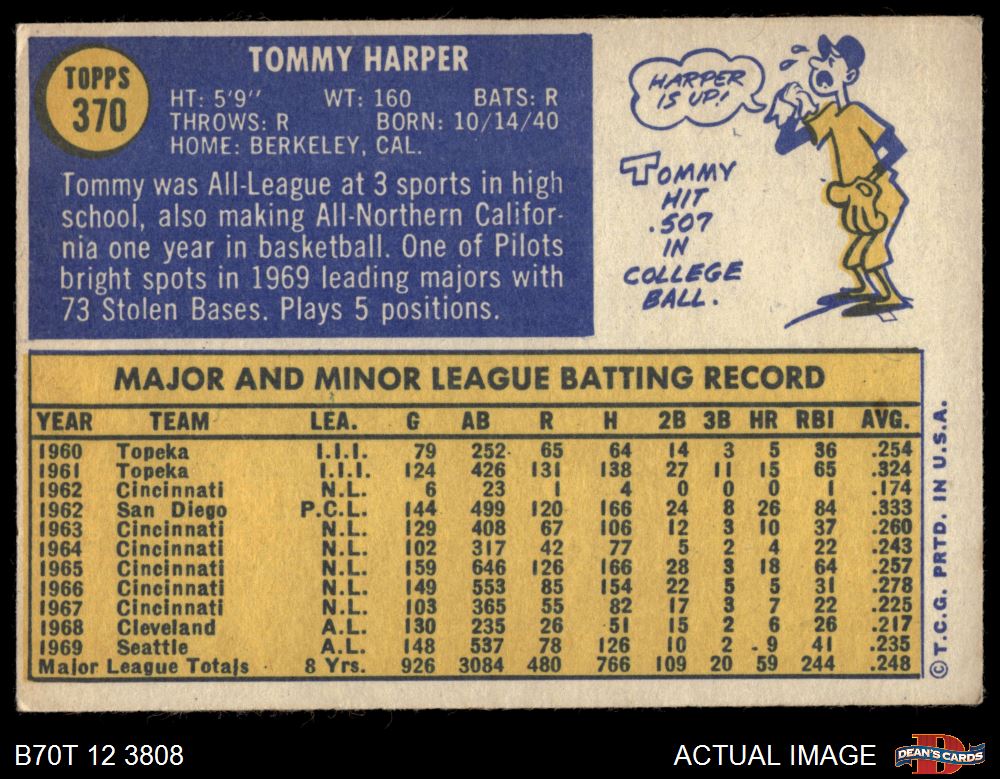 TOPPS
370
TOMMY HARPER
HT: 5'9" WT: 160 BATS: R
THROWS: R BORN: 10/14/40
HOME: BERKELEY, CAL.
Tommy was All-League at 3 sports in high
school, also making All-Northern Califor-
nia one year in basketball. One of Pilots
bright spots in 1969 leading majors with
73 Stolen Bases. Plays 5 positions.
HARPER
IS UP!
TOMMY
HIT
.507
IN
COLLEGE
BALL.
MAJOR AND MINOR LEAGUE BATTING RECORD
YEAR TEAM LEA. G AB R H 2B 3B HR RBI AVG.
1960 Topeka I.I.I. 79 252 65 64 14 3 5 36 .254
1961 Topeka I.I.I. 124 426 131 138 27 11 15 65 .324
1962 Cincinnati N.L. 6 23 1 4 0 0 0 1 .174
1962 San Diego P.C.L. 144 499 120 166 24 8 26 84 .333
1963 Cincinnati N.L. 129 408 67 106 12 3 10 37 .260
1964 Cincinnati N.L. 102 317 42 77 5 2 4 22 .243
1965 Cincinnati N.L. 159 646 126 166 28 3 18 64 .257
1966 Cincinnati N.L. 149 553 85 154 22 5 5 31 .278
1967 Cincinnati N.L. 103 365 55 82 17 3 7 22 .225
1968 Cleveland A.L. 130 235 26 51 15 2 6 26 .217
1969 Seattle A.L. 148 537 78 126 10 2 9 41 .235
Major League Totals 8 Yrs. 926 3084 480 766 109 20 59 244 .248
© T.C.G. PRTD. IN U.S.A.
B70T 12 3808
ACTUAL IMAGE
D
DEAN'S CARDS